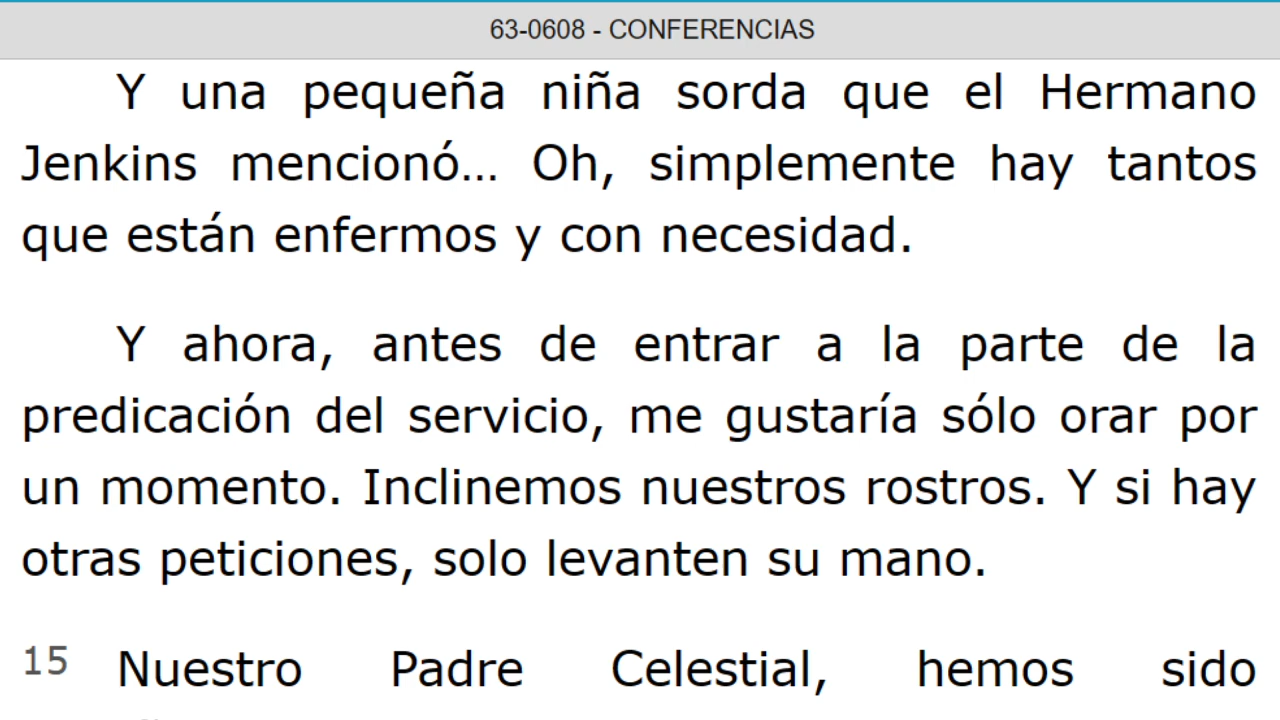 63-0608 - CONFERENCIAS
Y una pequeña niña sorda que el Hermano
Jenkins mencionó... Oh, simplemente hay tantos
que están enfermos y con necesidad.
Y ahora, antes de entrar a la parte de la
predicación del servicio, me gustaría sólo orar por
un momento. Inclinemos nuestros rostros. Y si hay
otras peticiones, solo levanten su mano.
15 Nuestro Padre Celestial, hemos sido